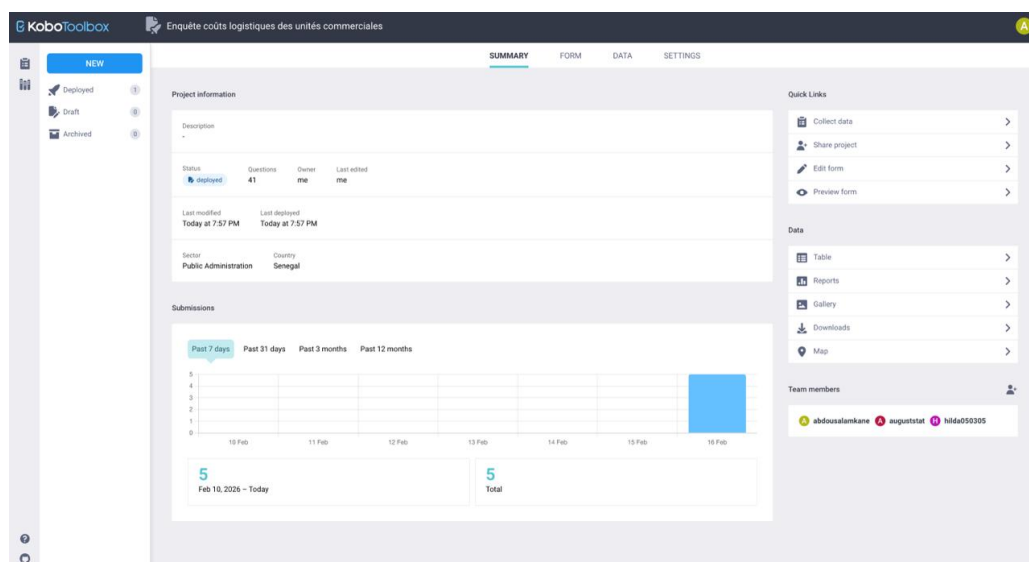 KoboToolbox
Enquête coûts logistiques des unités commerciales
A
NEW
Deployed 1
Draft 0
Archived 0
SUMMARY FORM DATA SETTINGS
Project information
Description
-
Status Questions Owner Last edited
deployed 41 me me
Last modified Last deployed
Today at 7:57 PM Today at 7:57 PM
Sector Country
Public Administration Senegal
Submissions
Past 7 days Past 31 days Past 3 months Past 12 months
5
4
3
2
1
0
10 Feb 11 Feb 12 Feb 13 Feb 14 Feb 15 Feb 16 Feb
5
Feb 10, 2026 – Today
5
Total
Quick Links
Collect data
Share project
Edit form
Preview form
Data
Table
Reports
Gallery
Downloads
Map
Team members
A abdousalamkane A auguststat H hilda050305